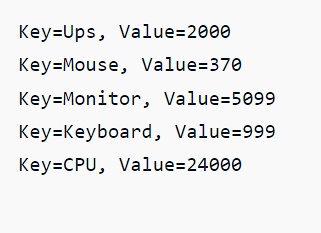 Key=Ups, Value=2000
Key=Mouse, Value=370
Key=Monitor, Value=5099
Key=Keyboard, Value=999
Key=CPU, Value=24000